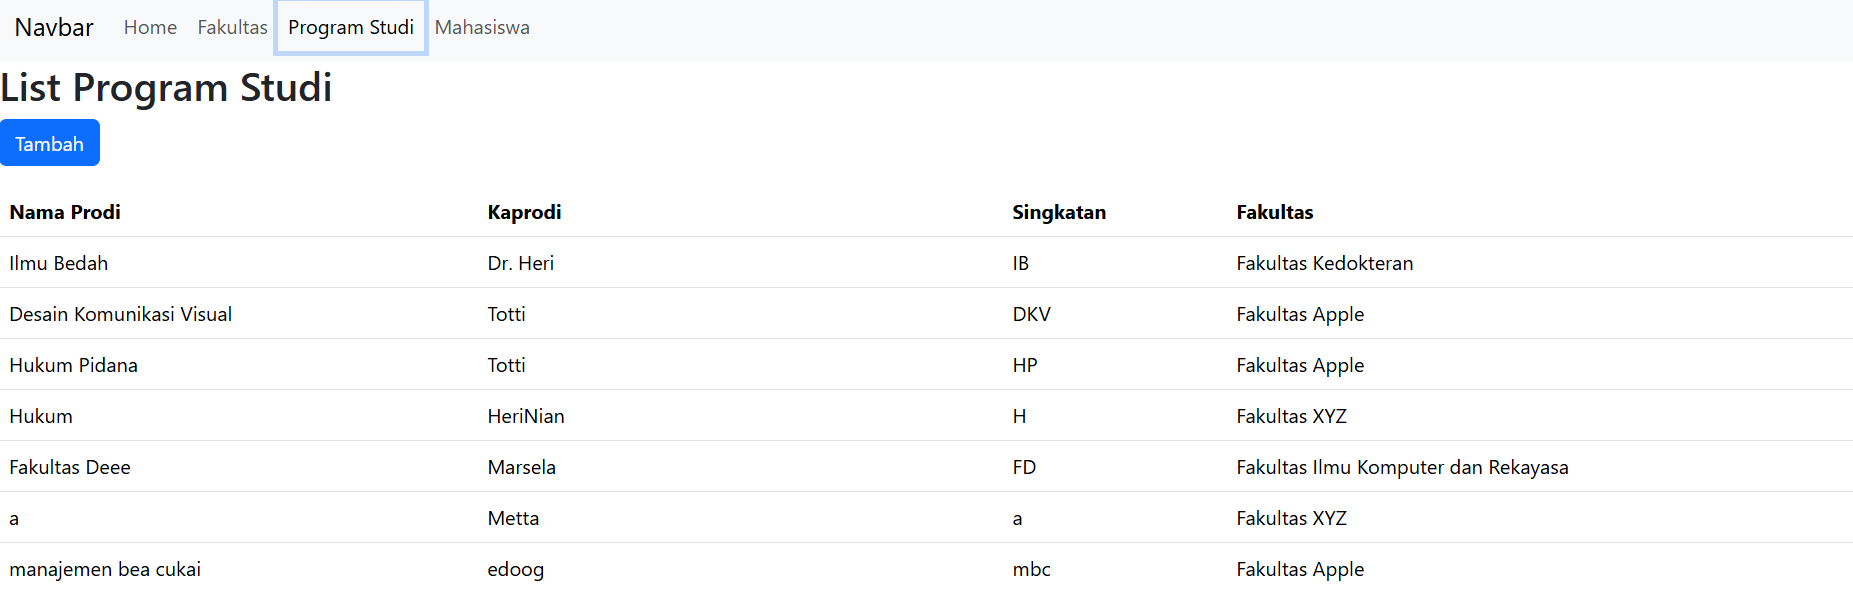 Navbar Home Fakultas Program Studi Mahasiswa
List Program Studi
Tambah
Nama Prodi Kaprodi Singkatan Fakultas
Ilmu Bedah Dr. Heri IB Fakultas Kedokteran
Desain Komunikasi Visual Totti DKV Fakultas Apple
Hukum Pidana Totti HP Fakultas Apple
Hukum HeriNian H Fakultas XYZ
Fakultas Deee Marsela FD Fakultas Ilmu Komputer dan Rekayasa
a Metta a Fakultas XYZ
manajemen bea cukai edoog mbc Fakultas Apple